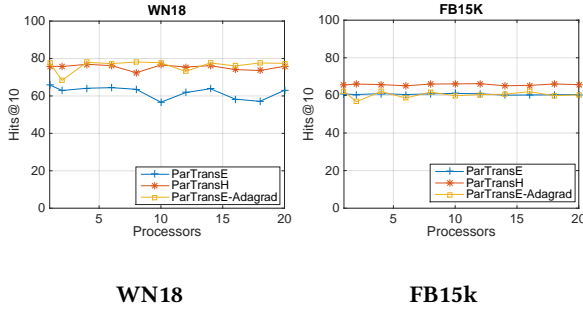 WN18
100
80
60
40
20
0
Hits@10
ParTransE
ParTransH
ParTransE-Adagrad
5
10
15
20
Processors
FB15K
100
80
60
40
20
0
Hits@10
ParTransE
ParTransH
ParTransE-Adagrad
5
10
15
20
Processors
WN18
FB15k